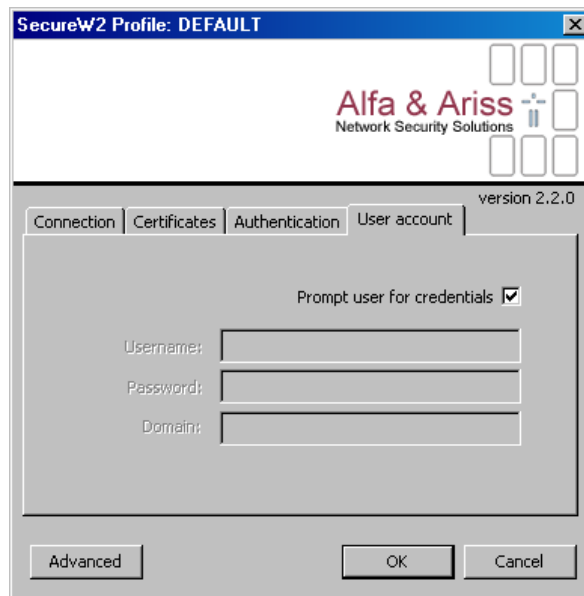 SecureW2 Profile: DEFAULT
Alfa & Ariss
Network Security Solutions
version 2.2.0
Connection Certificates Authentication User account
Prompt user for credentials
Username:
Password:
Domain:
Advanced OK Cancel